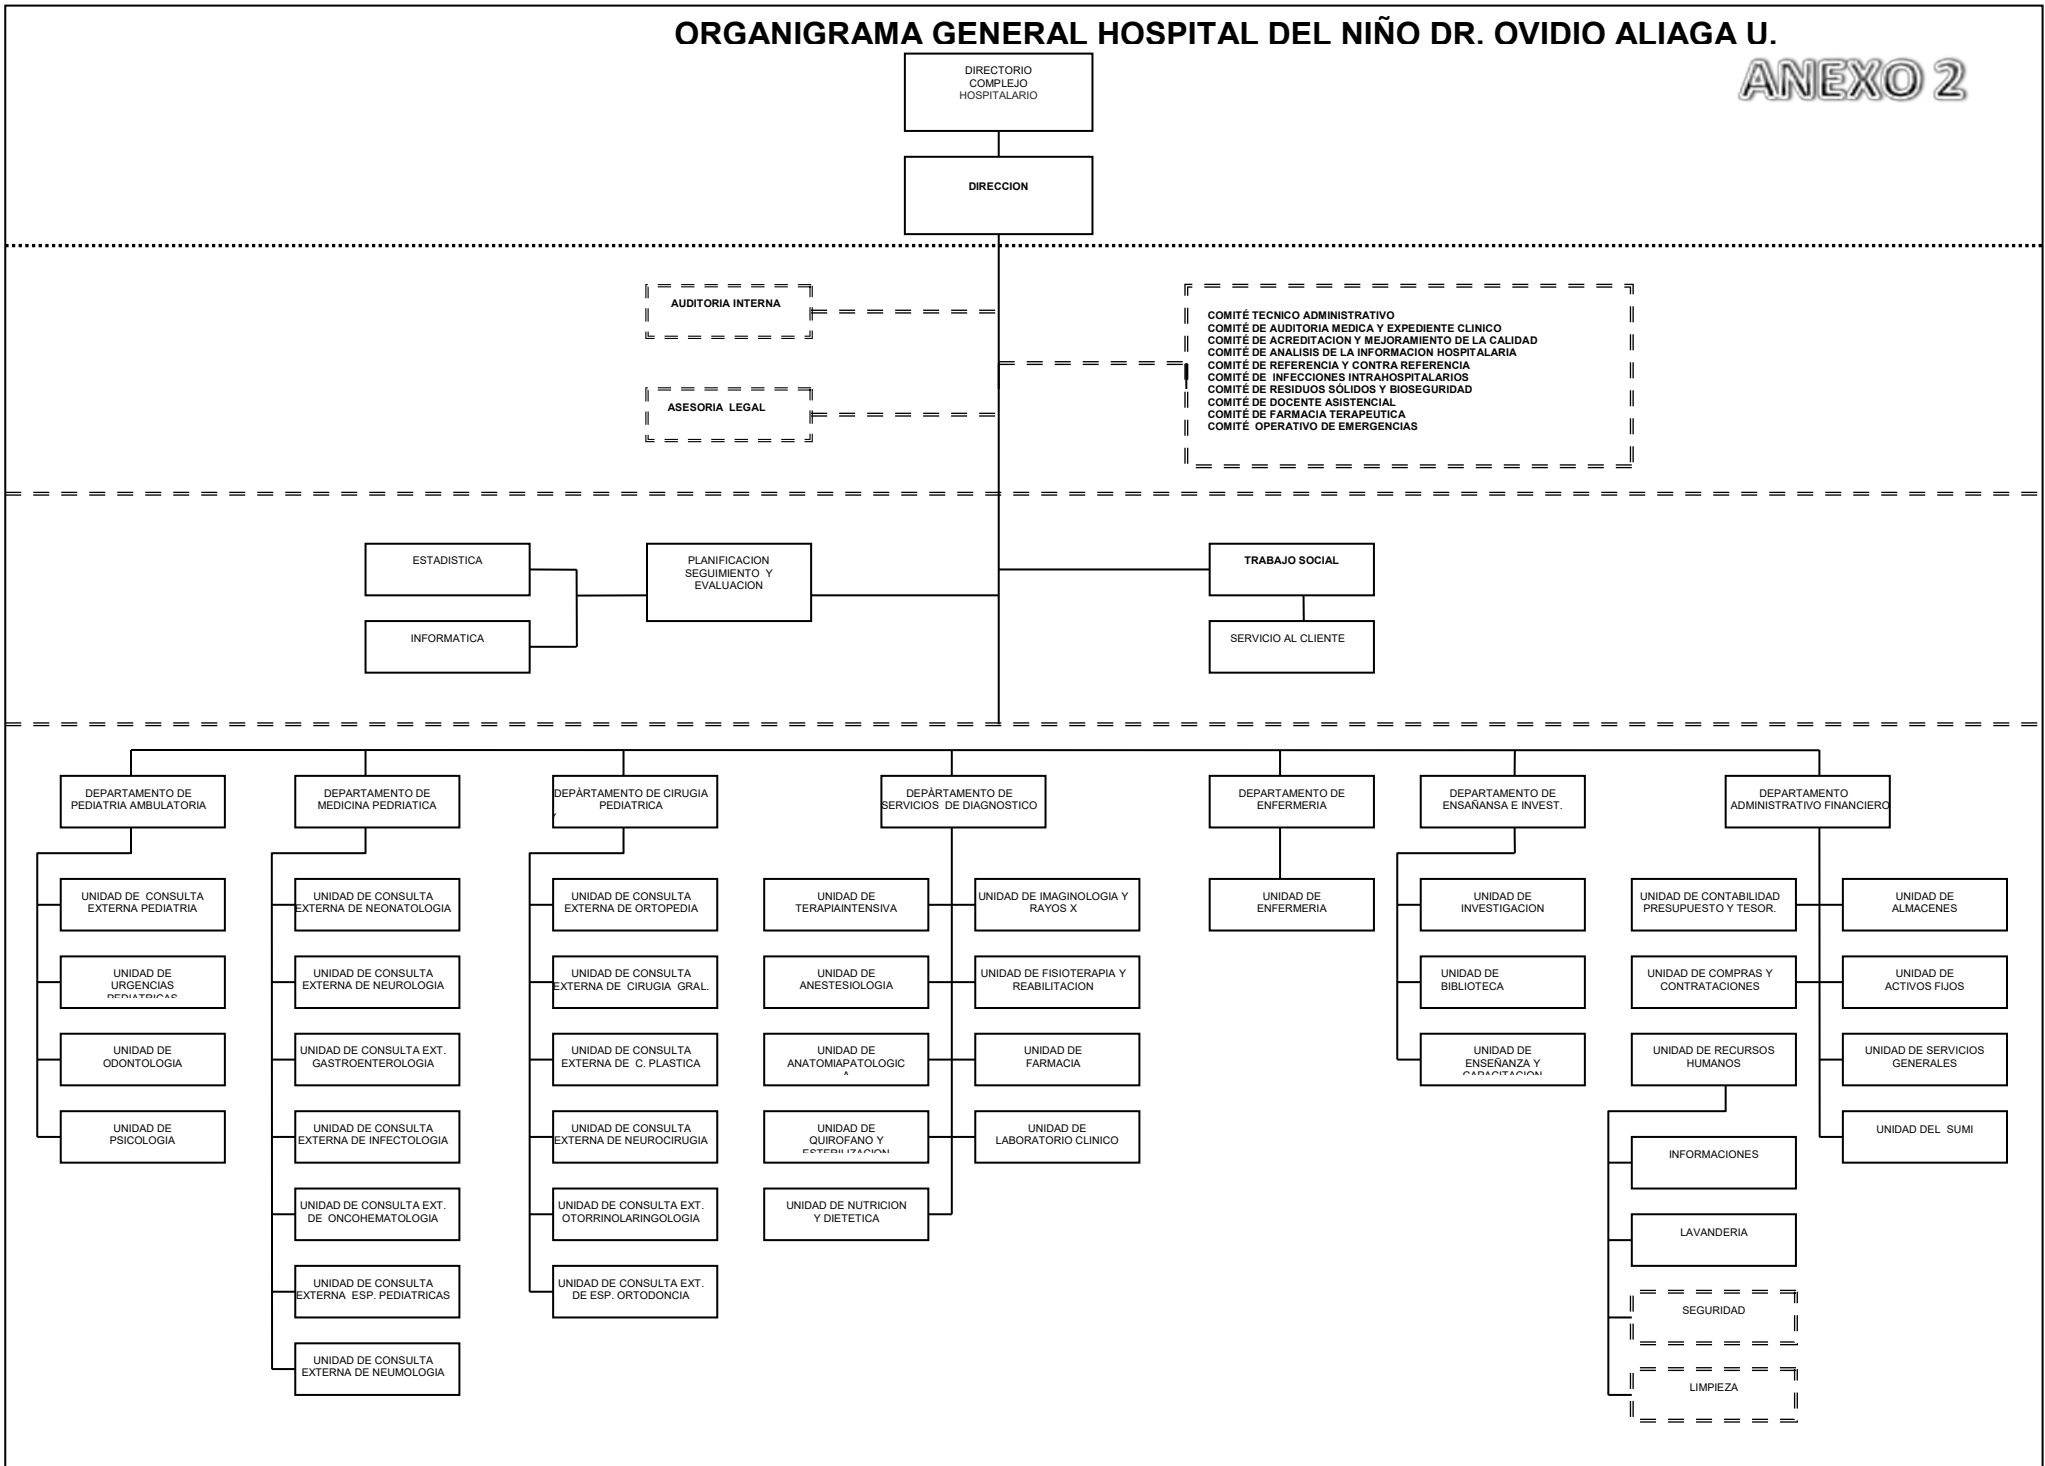 ORGANIGRAMA GENERAL HOSPITAL DEL NIÑO DR. OVIDIO ALIAGA U.
ANEXO 2
DIRECTORIO
COMPLEJO
HOSPITALARIO
DIRECCION
AUDITORIA INTERNA
ASESORIA LEGAL
COMITÉ TECNICO ADMINISTRATIVO
COMITÉ DE AUDITORIA MEDICA Y EXPEDIENTE CLINICO
COMITÉ DE ACREDITACION Y MEJORAMIENTO DE LA CALIDAD
COMITÉ DE ANALISIS DE LA INFORMACION HOSPITALARIA
COMITÉ DE REFERENCIA Y CONTRA REFERENCIA
COMITÉ DE INFECCIONES INTRAHOSPITALARIOS
COMITÉ DE RESIDUOS SÓLIDOS Y BIOSEGURIDAD
COMITÉ DE DOCENTE ASISTENCIAL
COMITÉ DE FARMACIA TERAPEUTICA
COMITÉ OPERATIVO DE EMERGENCIAS
ESTADISTICA
INFORMATICA
PLANIFICACION
SEGUIMIENTO Y
EVALUACION
TRABAJO SOCIAL
SERVICIO AL CLIENTE
DEPARTAMENTO DE
PEDIATRIA AMBULATORIA
UNIDAD DE CONSULTA
EXTERNA PEDIATRIA
UNIDAD DE
URGENCIAS
PEDIATRICAS
UNIDAD DE
ODONTOLOGIA
UNIDAD DE
PSICOLOGIA
DEPARTAMENTO DE
MEDICINA PEDRIATICA
UNIDAD DE CONSULTA
EXTERNA DE NEONATOLOGIA
UNIDAD DE CONSULTA
EXTERNA DE NEUROLOGIA
UNIDAD DE CONSULTA EXT.
GASTROENTEROLOGIA
UNIDAD DE CONSULTA
EXTERNA DE INFECTOLOGIA
UNIDAD DE CONSULTA EXT.
DE ONCOHEMATOLOGIA
UNIDAD DE CONSULTA
EXTERNA ESP. PEDIATRICAS
UNIDAD DE CONSULTA
EXTERNA DE NEUMOLOGIA
DEPÀRTAMENTO DE CIRUGIA
PEDIATRICA
UNIDAD DE CONSULTA
EXTERNA DE ORTOPEDIA
UNIDAD DE CONSULTA
EXTERNA DE CIRUGIA GRAL.
UNIDAD DE CONSULTA
EXTERNA DE C. PLASTICA
UNIDAD DE CONSULTA
EXTERNA DE NEUROCIRUGIA
UNIDAD DE CONSULTA EXT.
OTORRINOLARINGOLOGIA
UNIDAD DE CONSULTA EXT.
DE ESP. ORTODONCIA
DEPÀRTAMENTO DE
SERVICIOS DE DIAGNOSTICO
UNIDAD DE
TERAPIAINTENSIVA
UNIDAD DE
ANESTESIOLOGIA
UNIDAD DE
ANATOMIAPATOLOGIC
A
UNIDAD DE
QUIROFANO Y
ESTERILIZACION
UNIDAD DE NUTRICION
Y DIETETICA
UNIDAD DE IMAGINOLOGIA Y
RAYOS X
UNIDAD DE FISIOTERAPIA Y
REABILITACION
UNIDAD DE
FARMACIA
UNIDAD DE
LABORATORIO CLINICO
DEPARTAMENTO DE
ENFERMERIA
UNIDAD DE
ENFERMERIA
DEPARTAMENTO DE
ENSAÑANSA E INVEST.
UNIDAD DE
INVESTIGACION
UNIDAD DE
BIBLIOTECA
UNIDAD DE
ENSEÑANZA Y
CAPACITACION
DEPARTAMENTO
ADMINISTRATIVO FINANCIERO
UNIDAD DE CONTABILIDAD
PRESUPUESTO Y TESOR.
UNIDAD DE COMPRAS Y
CONTRATACIONES
UNIDAD DE RECURSOS
HUMANOS
INFORMACIONES
LAVANDERIA
SEGURIDAD
LIMPIEZA
UNIDAD DE
ALMACENES
UNIDAD DE
ACTIVOS FIJOS
UNIDAD DE SERVICIOS
GENERALES
UNIDAD DEL SUMI